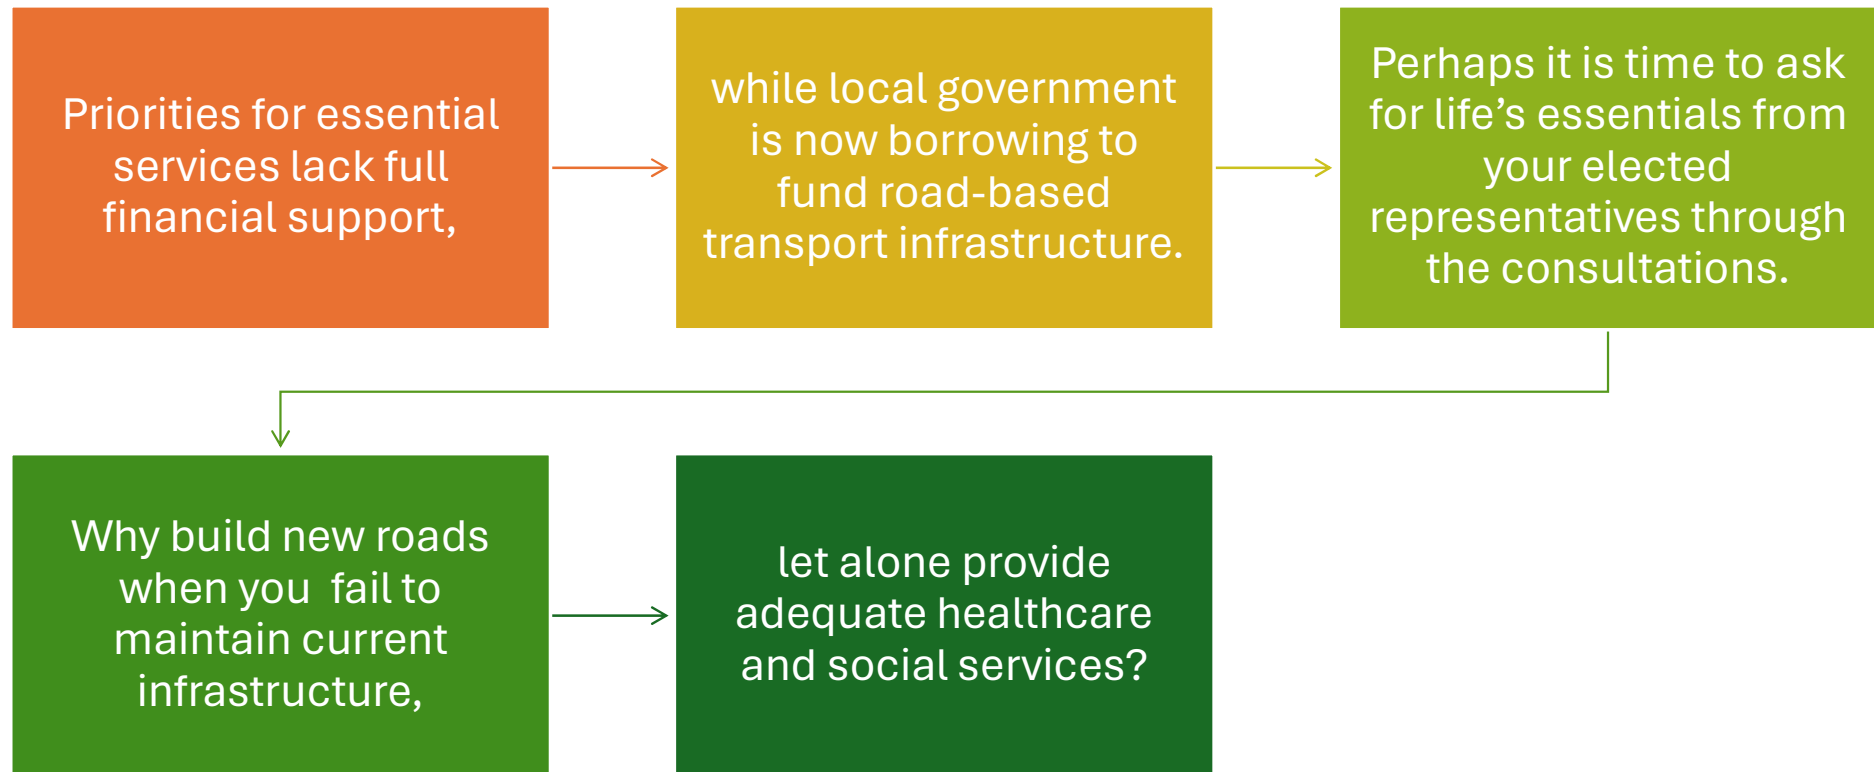 Priorities for essential
services lack full
financial support,
while local government
is now borrowing to
fund road-based
transport infrastructure.
Perhaps it is time to ask
for life’s essentials from
your elected
representatives through
the consultations.
Why build new roads
when you  fail to
maintain current
infrastructure,
let alone provide
adequate healthcare
and social services?